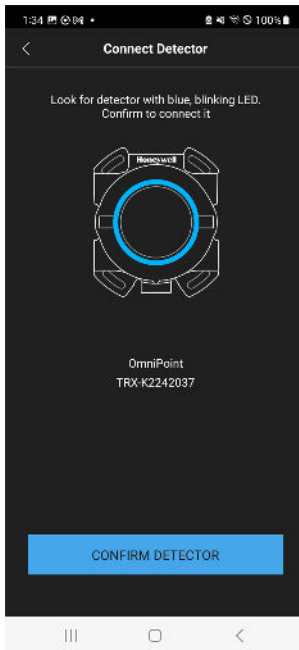 1:34
100%
Connect Detector
Look for detector with blue, blinking LED.
Confirm to connect it
Honeywell
OmniPoint
TRX-K2242037
CONFIRM DETECTOR